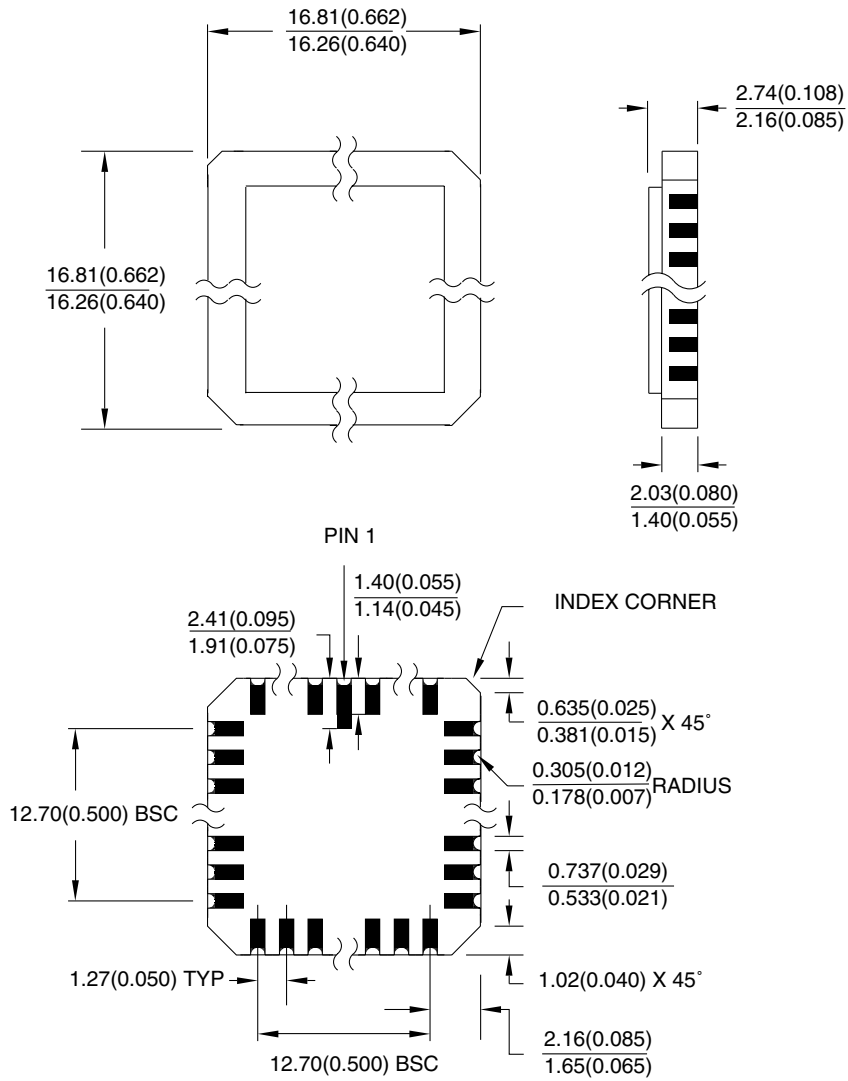 16.81(0.662)
16.26(0.640)
2.74(0.108)
2.16(0.085)
16.81(0.662)
16.26(0.640)
2.03(0.080)
1.40(0.055)
PIN 1
1.40(0.055)
1.14(0.045)
INDEX CORNER
2.41(0.095)
1.91(0.075)
0.635(0.025)
0.381(0.015) X 45°
0.305(0.012)
0.178(0.007) RADIUS
12.70(0.500) BSC
0.737(0.029)
0.533(0.021)
1.27(0.050) TYP
1.02(0.040) X 45°
12.70(0.500) BSC
2.16(0.085)
1.65(0.065)